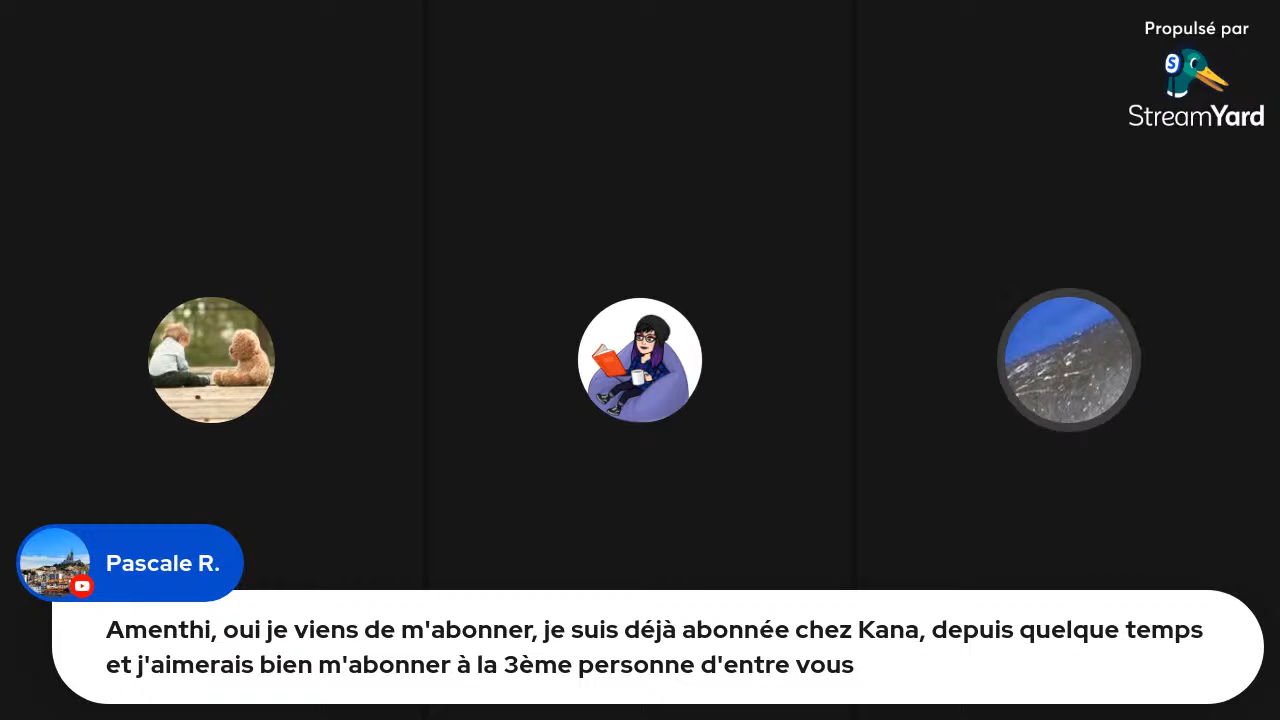 Propulsé par
StreamYard
Pascale R.
Amenthi, oui je viens de m'abonner, je suis déjà abonnée chez Kana, depuis quelque temps
et j'aimerais bien m'abonner à la 3ème personne d'entre vous